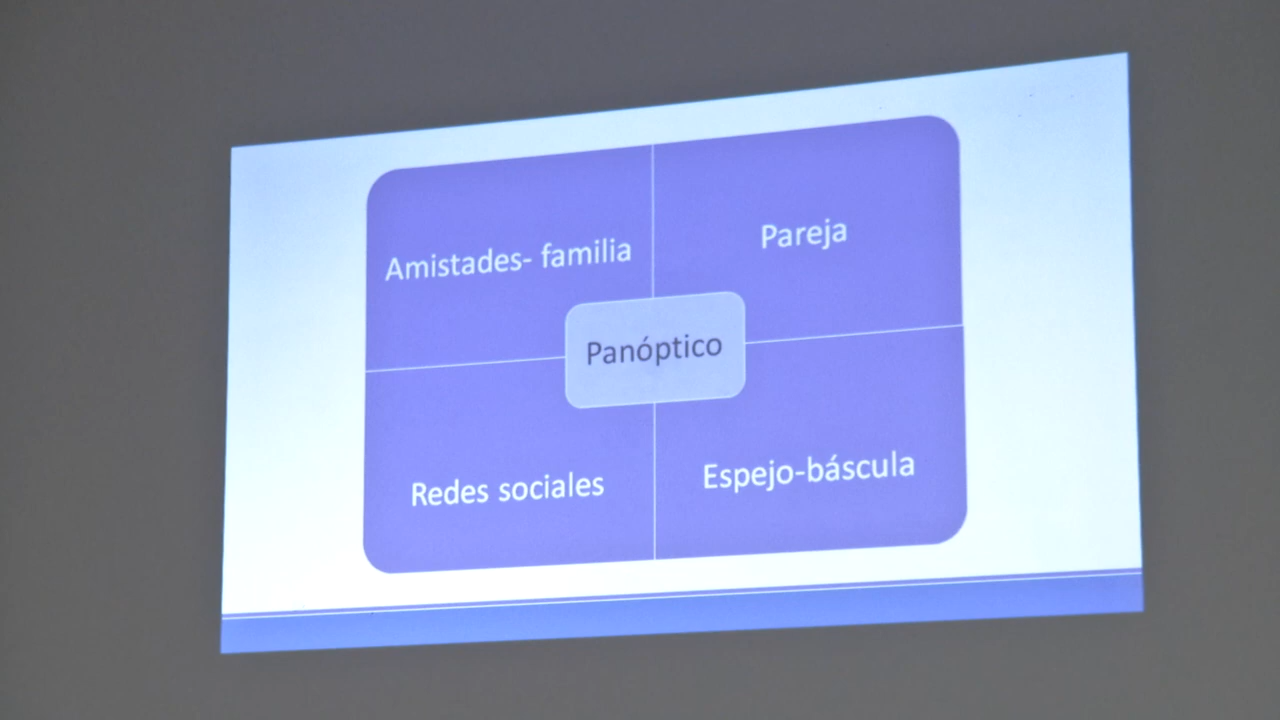 Amistades- familia
Pareja
Panóptico
Redes sociales
Espejo-báscula